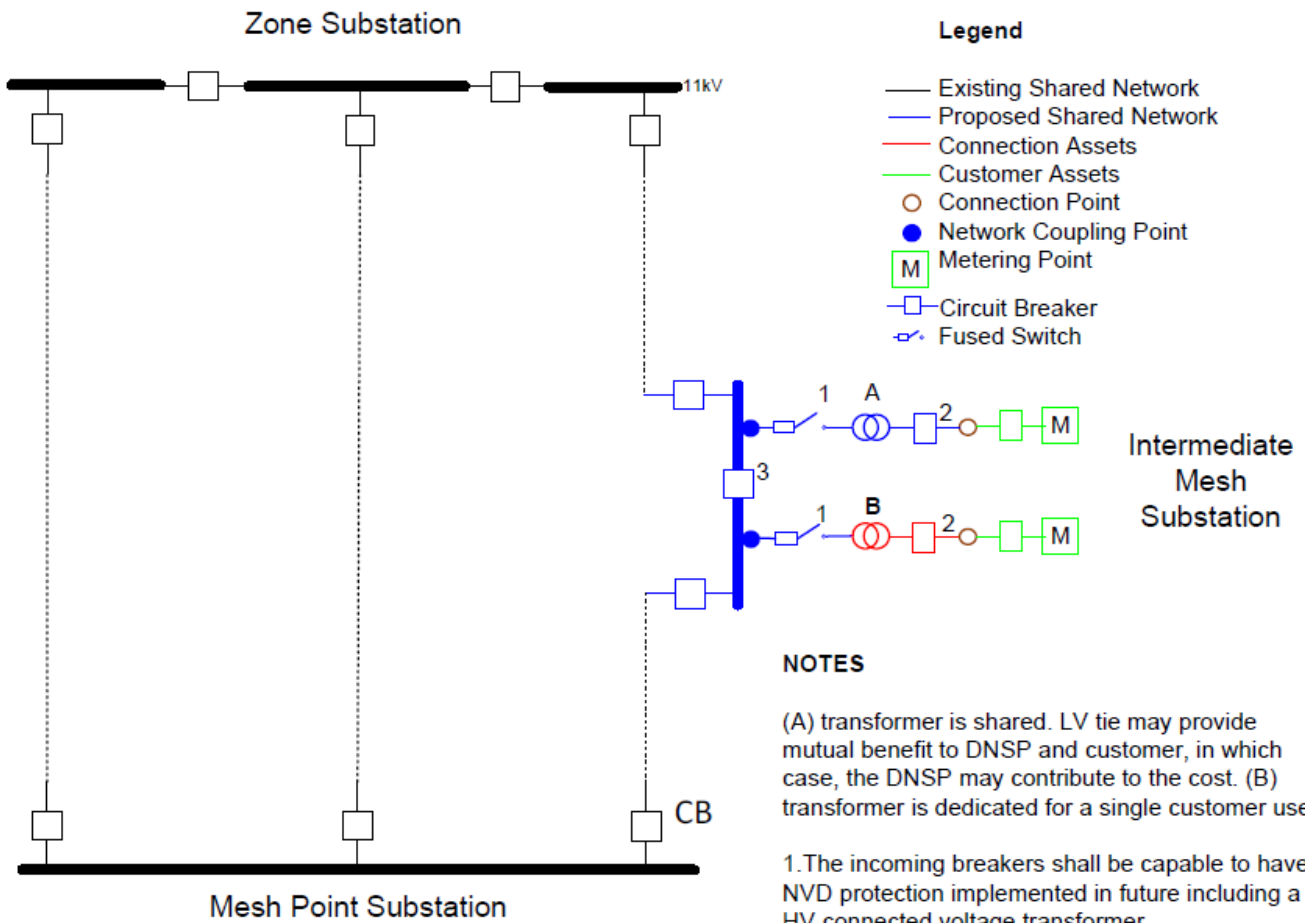 Zone Substation
11kV
Legend
Existing Shared Network
Proposed Shared Network
Connection Assets
Customer Assets
Connection Point
Network Coupling Point
M Metering Point
Circuit Breaker
Fused Switch
1 A 2 M
3
1 B 2 M
Intermediate
Mesh
Substation
CB
Mesh Point Substation
NOTES
(A) transformer is shared. LV tie may provide
mutual benefit to DNSP and customer, in which
case, the DNSP may contribute to the cost. (B)
transformer is dedicated for a single customer use
1.The incoming breakers shall be capable to have
NVD protection implemented in future including a
HV connected voltage transformer